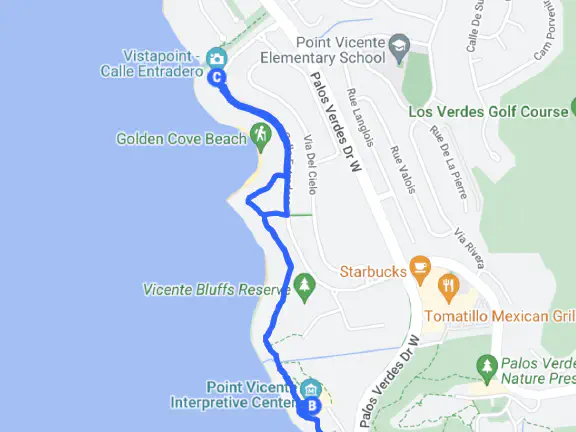 Vistapoint -
Calle Entradero
C
Point Vicente
Elementary School
Calle De Su
Cam Porve
Palos Verdes Dr W
Rue Langlois
Los Verdes Golf Course
Golden Cove Beach
Via Del Cielo
Rue Valois
Rue De La Pierre
Via Rivera
Starbucks
Vicente Bluffs Reserve
Tomatillo Mexican Gril
Palos Verdes Dr W
Palos Verde
Nature Pres
Point Vicent
Interpretive Center
B